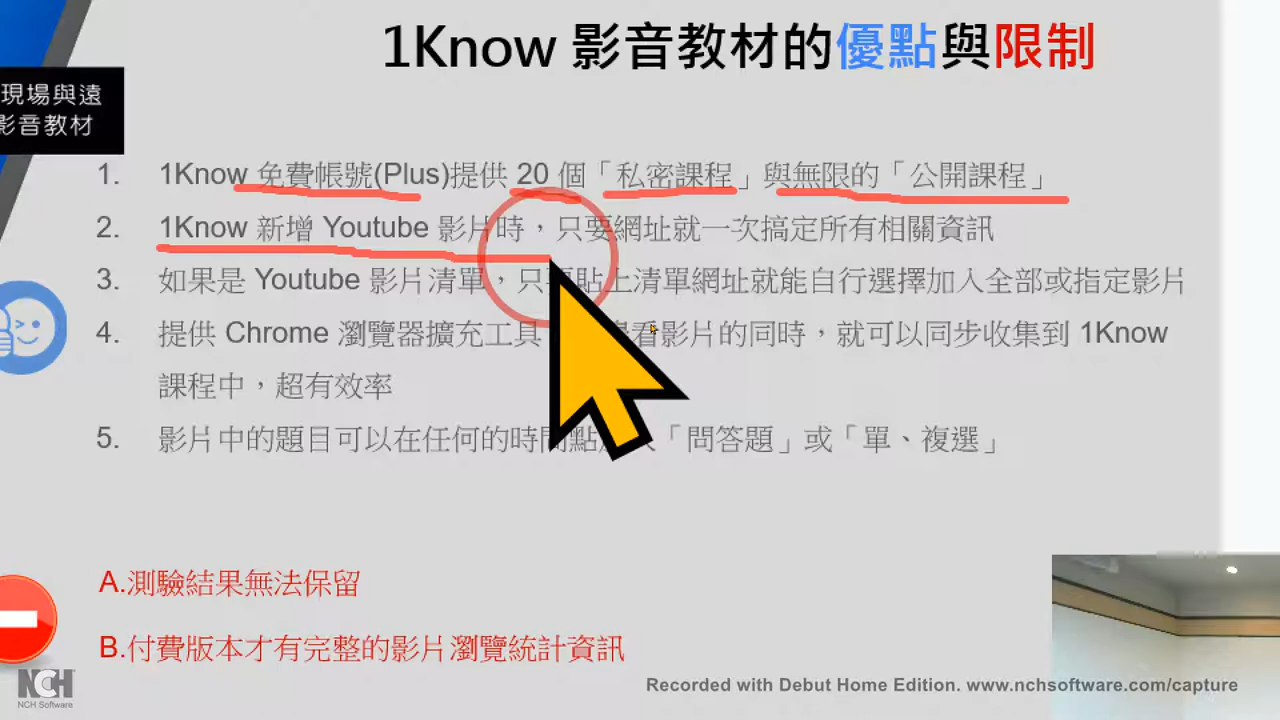 1Know 影音教材的優點與限制
現場與遠
影音教材
1. 1Know 免費帳號(Plus)提供 20 個「私密課程」與無限的「公開課程」
2. 1Know 新增 Youtube 影片時，只要網址就一次搞定所有相關資訊
3. 如果是 Youtube 影片清單，只要貼上清單網址就能自行選擇加入全部或指定影片
4. 提供 Chrome 瀏覽器擴充工具 看影片的同時，就可以同步收集到 1Know
課程中，超有效率
5. 影片中的題目可以在任何的時間點 「問答題」或「單、複選」
A.測驗結果無法保留
B.付費版本才有完整的影片瀏覽統計資訊
NCH
NCH Software
Recorded with Debut Home Edition. www.nchsoftware.com/capture